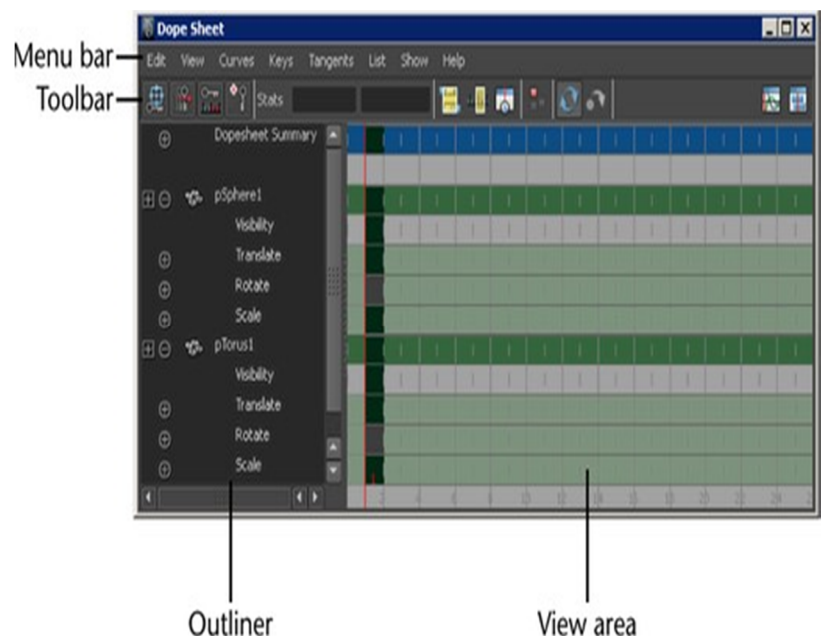 Dope Sheet
Menu bar
Edit View Curves Keys Tangents List Show Help
Toolbar
Stats
Dopesheet Summary
pSphere1
Visibility
Translate
Rotate
Scale
pTorus1
Visibility
Translate
Rotate
Scale
Outliner
View area